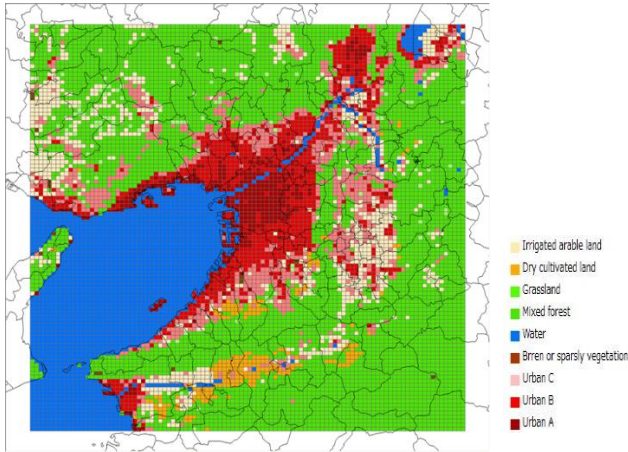 Irrigated arable land
Dry cultivated land
Grassland
Mixed forest
Water
Brren or sparsly vegetation
Urban C
Urban B
Urban A